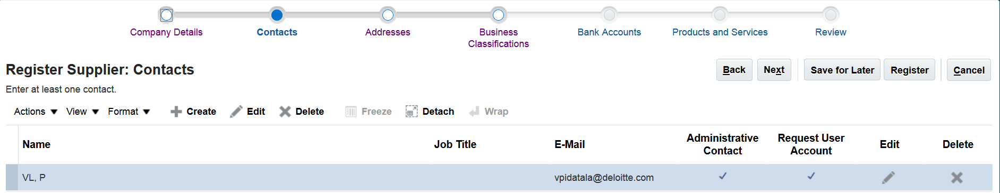 Company Details
Contacts
Addresses
Business
Classifications
Bank Accounts
Products and Services
Review
Register Supplier: Contacts
Back
Next
Save for Later
Register
Cancel
Enter at least one contact.
Actions View Format Create Edit Delete Freeze Detach Wrap
Name
Job Title
E-Mail
Administrative
Contact
Request User
Account
Edit
Delete
VL, P
vpidatala@deloitte.com